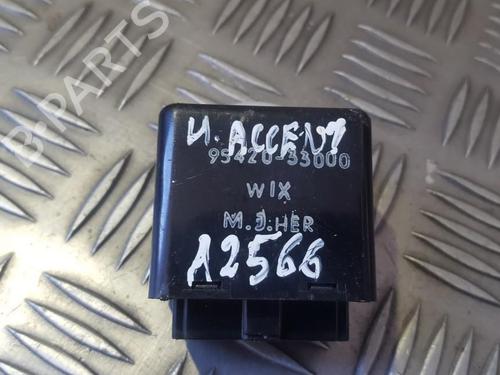 B-PARTS
H. ACCENT
95420-33000
WIX
M.J.HER
A2566